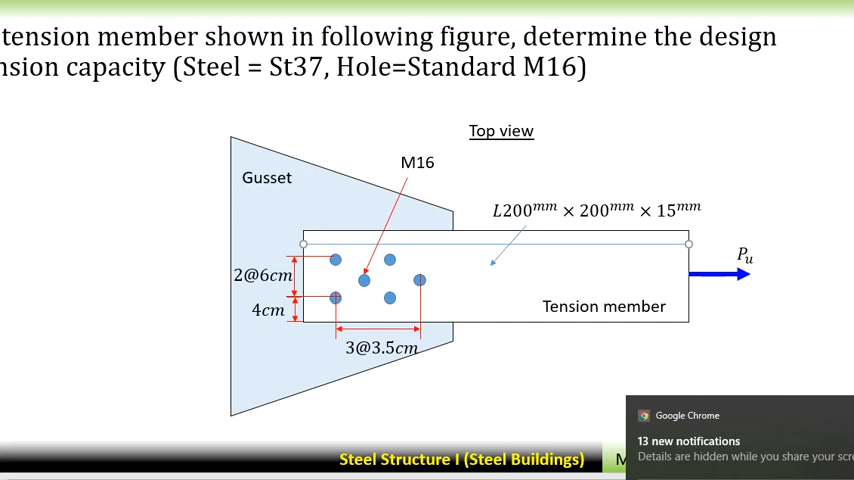 tension member shown in following figure, determine the design
nsion capacity (Steel = St37, Hole=Standard M16)
Top view
M16
Gusset
L200ᵐᵐ × 200ᵐᵐ × 15ᵐᵐ
Pᵤ
2@6cm
4cm
Tension member
3@3.5cm
Google Chrome
13 new notifications
Details are hidden while you share your scre
Steel Structure I (Steel Buildings)
M